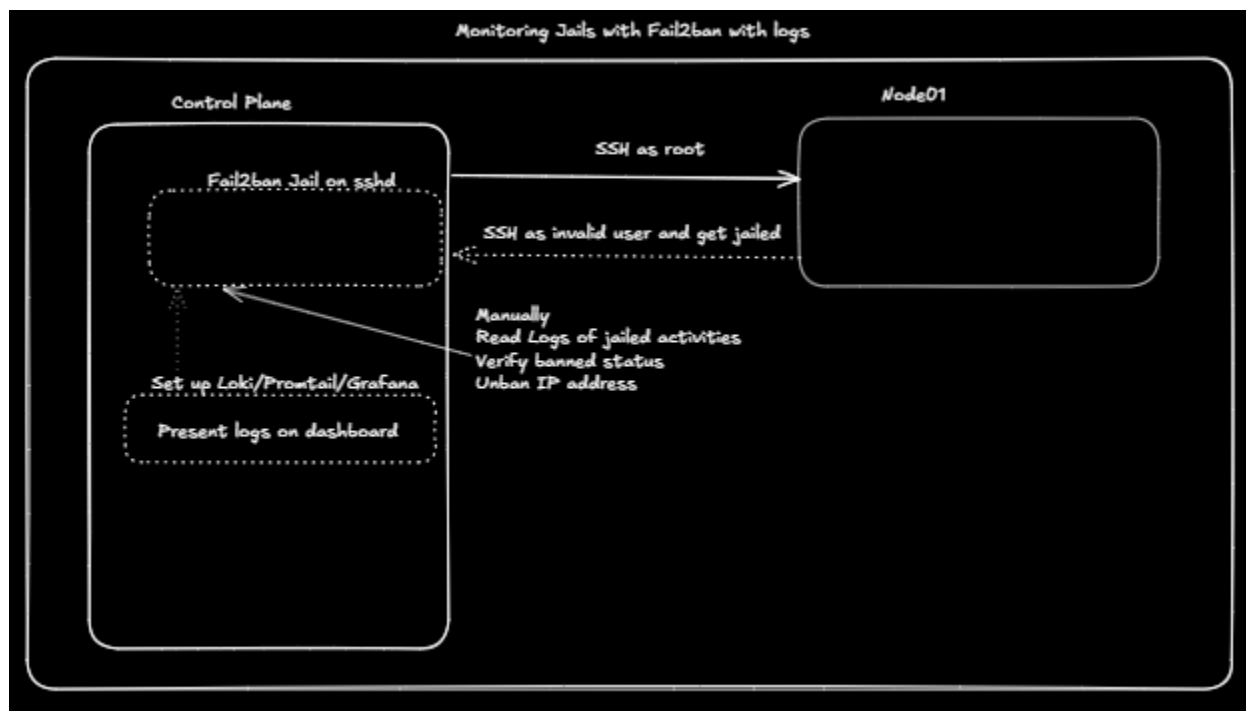 Monitoring Jails with Fail2ban with logs
Control Plane
Node01
SSH as root
Fail2ban Jail on sshd
SSH as invalid user and get jailed
Manually
Read Logs of jailed activities
Verify banned status
Unban IP address
Set up Loki/Promtail/Grafana
Present logs on dashboard